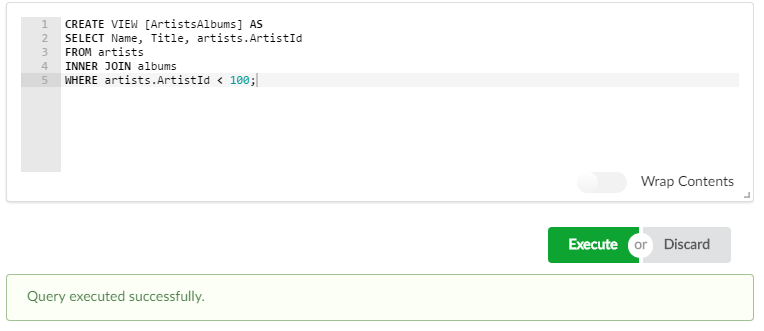 1 CREATE VIEW [ArtistsAlbums] AS
2 SELECT Name, Title, artists.ArtistId
3 FROM artists
4 INNER JOIN albums
5 WHERE artists.ArtistId < 100;
Wrap Contents
Execute or Discard
Query executed successfully.